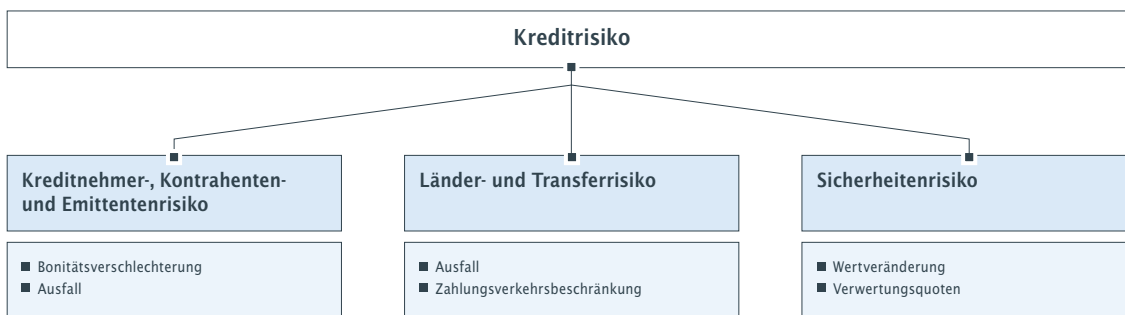 Kreditrisiko
Kreditnehmer-, Kontrahenten-
und Emittentenrisiko
Bonitätsverschlechterung
Ausfall
Länder- und Transferrisiko
Ausfall
Zahlungsverkehrsbeschränkung
Sicherheitenrisiko
Wertveränderung
Verwertungsquoten